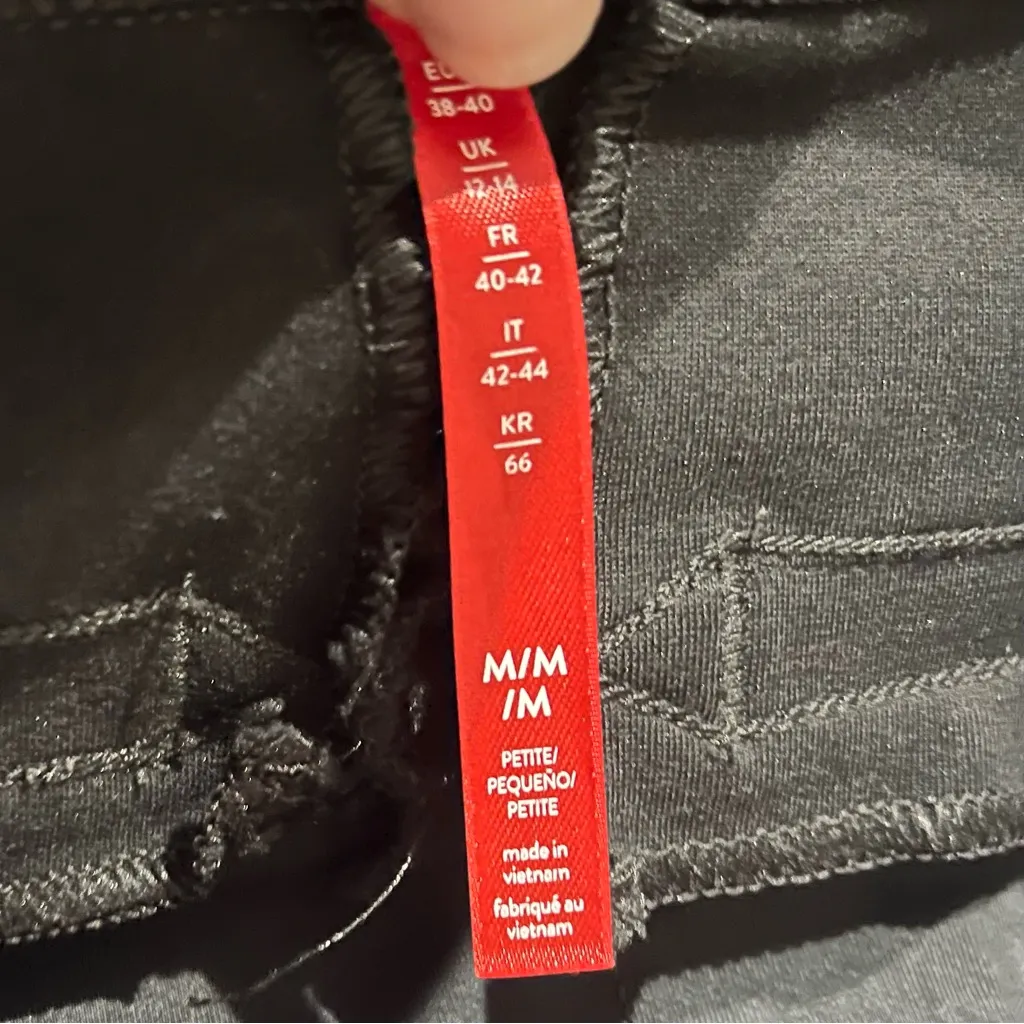 38-40
UK
12-14
FR
40-42
IT
42-44
KR
66
M/M
/M
PETITE/
PEQUEÑO/
PETITE
made in
vietnam
fabriqué au
vietnam